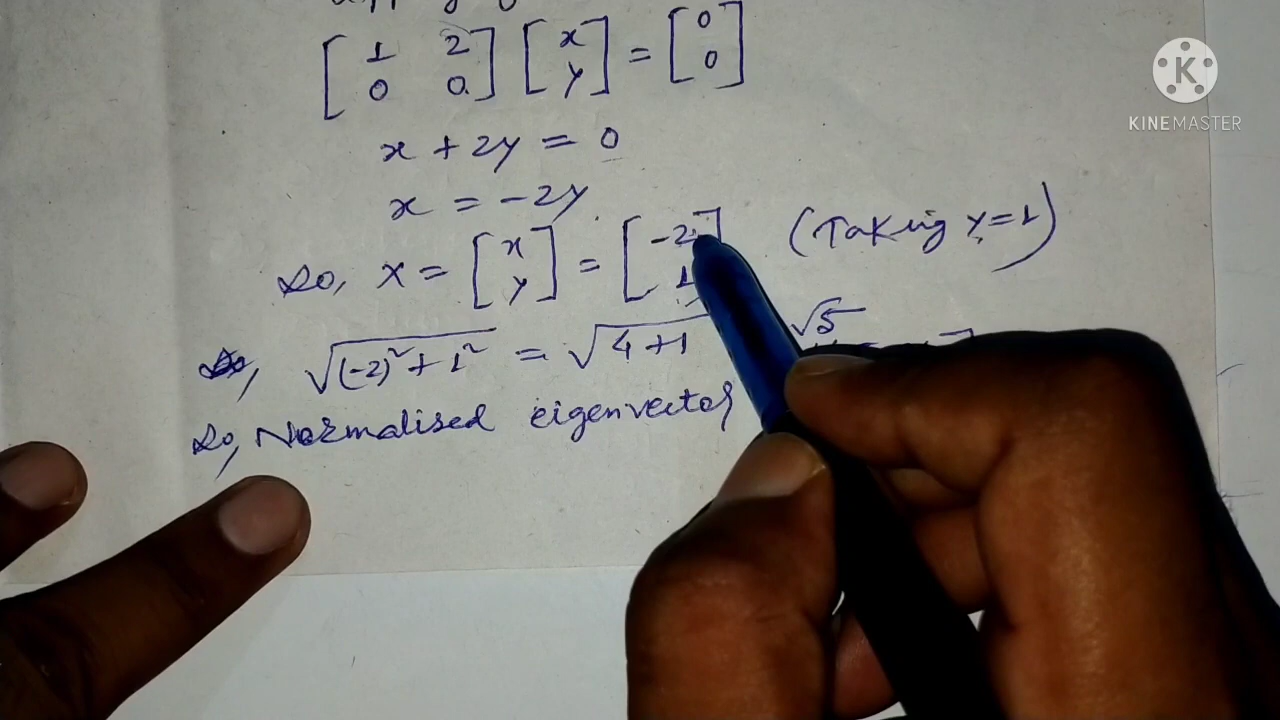 [ 1 2 ] [ x ] = [ 0 ]
[ 0 0 ] [ y ] [ 0 ]
x + 2y = 0
x = -2y
So, X = [ x ] = [ -2 ] (Taking y=1)
[ y ] [ 1 ]
√((-2)² + 1²) = √(4+1) √5
So, Normalised eigenvector
KINEMASTER